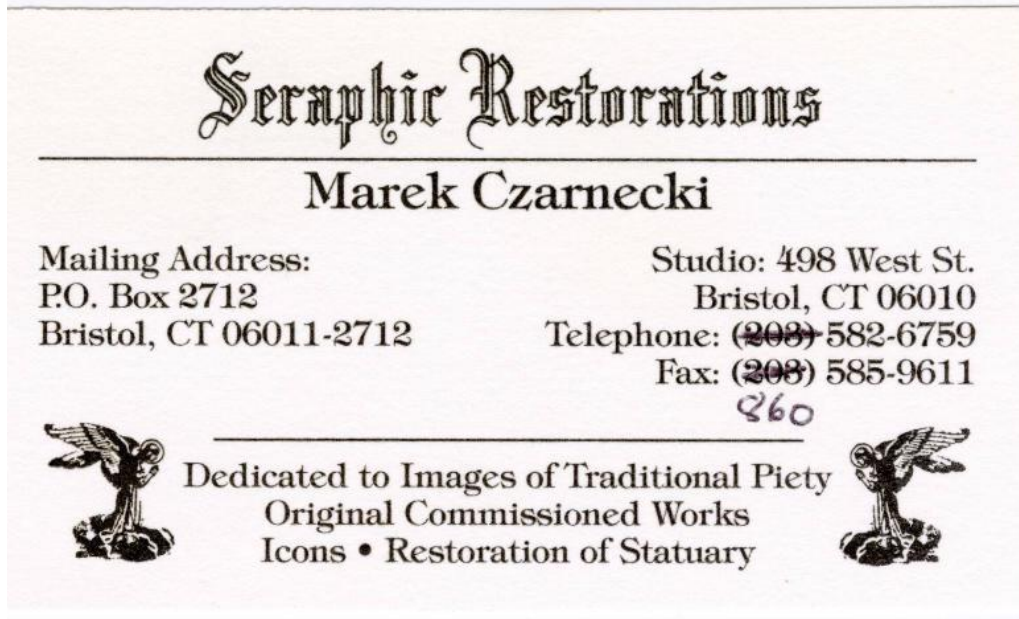 Seraphic Restorations
Marek Czarnecki
Mailing Address:
P.O. Box 2712
Bristol, CT 06011-2712
Studio: 498 West St.
Bristol, CT 06010
Telephone: (203) 582-6759
Fax: (203) 585-9611
860
Dedicated to Images of Traditional Piety
Original Commissioned Works
Icons • Restoration of Statuary